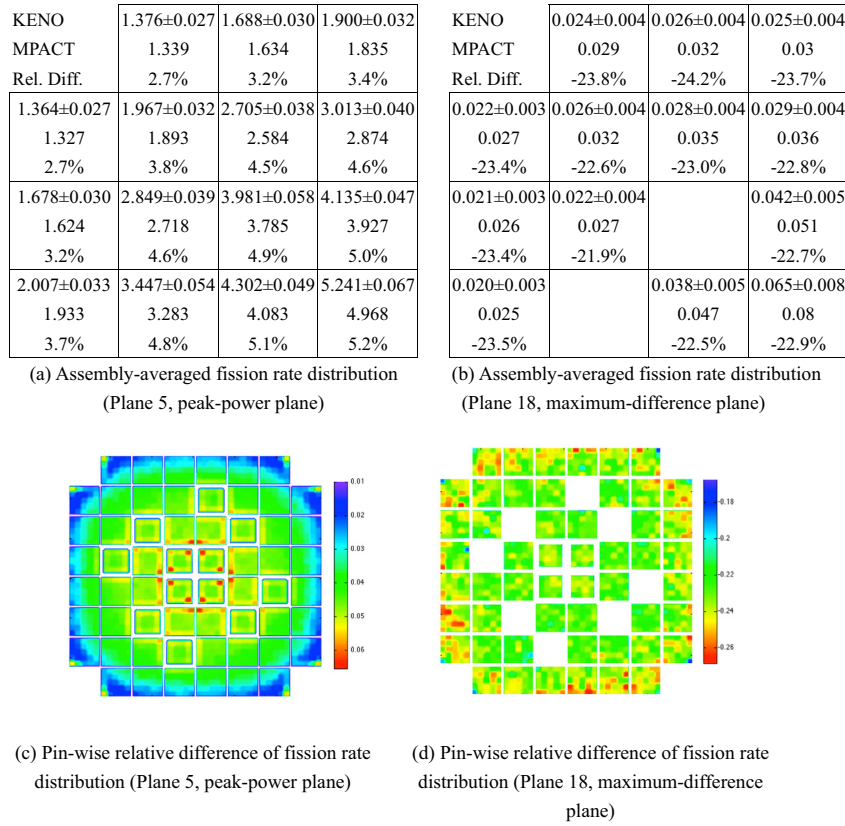 KENO 1.376±0.027 1.688±0.030 1.900±0.032
MPACT 1.339 1.634 1.835
Rel. Diff. 2.7% 3.2% 3.4%
1.364±0.027 1.967±0.032 2.705±0.038 3.013±0.040
1.327 1.893 2.584 2.874
2.7% 3.8% 4.5% 4.6%
1.678±0.030 2.849±0.039 3.981±0.058 4.135±0.047
1.624 2.718 3.785 3.927
3.2% 4.6% 4.9% 5.0%
2.007±0.033 3.447±0.054 4.302±0.049 5.241±0.067
1.933 3.283 4.083 4.968
3.7% 4.8% 5.1% 5.2%
(a) Assembly-averaged fission rate distribution
(Plane 5, peak-power plane)
KENO 0.024±0.004 0.026±0.004 0.025±0.004
MPACT 0.029 0.032 0.03
Rel. Diff. -23.8% -24.2% -23.7%
0.022±0.003 0.026±0.004 0.028±0.004 0.029±0.004
0.027 0.032 0.035 0.036
-23.4% -22.6% -23.0% -22.8%
0.021±0.003 0.022±0.004 0.042±0.005
0.026 0.027 0.051
-23.4% -21.9% -22.7%
0.020±0.003 0.038±0.005 0.065±0.008
0.025 0.047 0.08
-23.5% -22.5% -22.9%
(b) Assembly-averaged fission rate distribution
(Plane 18, maximum-difference plane)
0.01
0.02
0.03
0.04
0.05
0.06
(c) Pin-wise relative difference of fission rate
distribution (Plane 5, peak-power plane)
-0.18
-0.2
-0.22
-0.24
-0.26
(d) Pin-wise relative difference of fission rate
distribution (Plane 18, maximum-difference
plane)